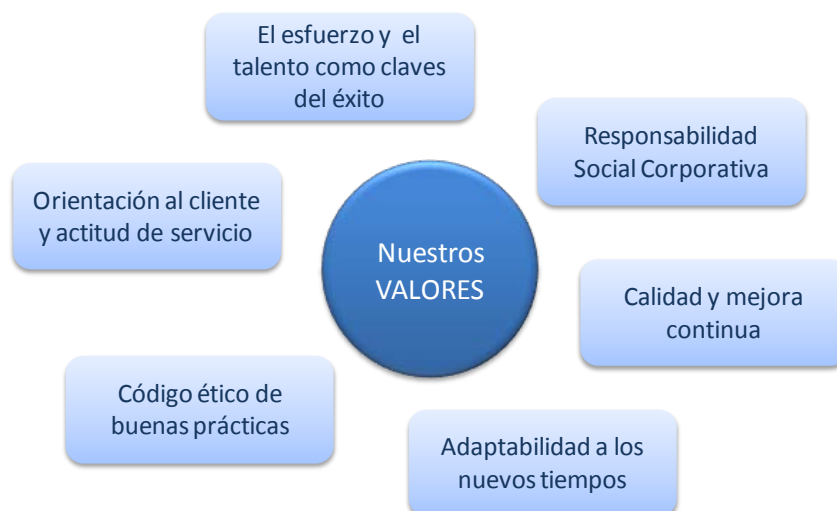 El esfuerzo y el
talento como claves
del éxito
Responsabilidad
Social Corporativa
Orientación al cliente
y actitud de servicio
Nuestros
VALORES
Calidad y mejora
continua
Código ético de
buenas prácticas
Adaptabilidad a los
nuevos tiempos